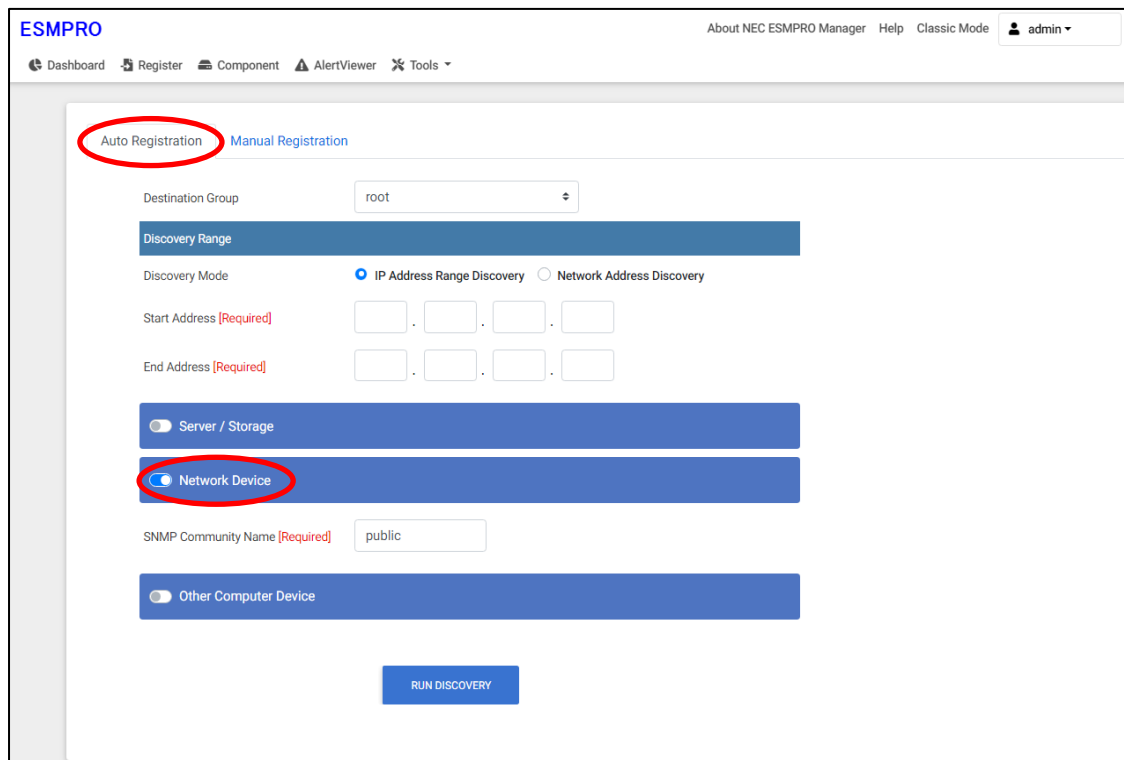 ESMPRO
About NEC ESMPRO Manager Help Classic Mode admin
Dashboard Register Component AlertViewer Tools
Auto Registration Manual Registration
Destination Group root
Discovery Range
Discovery Mode IP Address Range Discovery Network Address Discovery
Start Address [Required] . . .
End Address [Required] . . .
Server / Storage
Network Device
SNMP Community Name [Required] public
Other Computer Device
RUN DISCOVERY